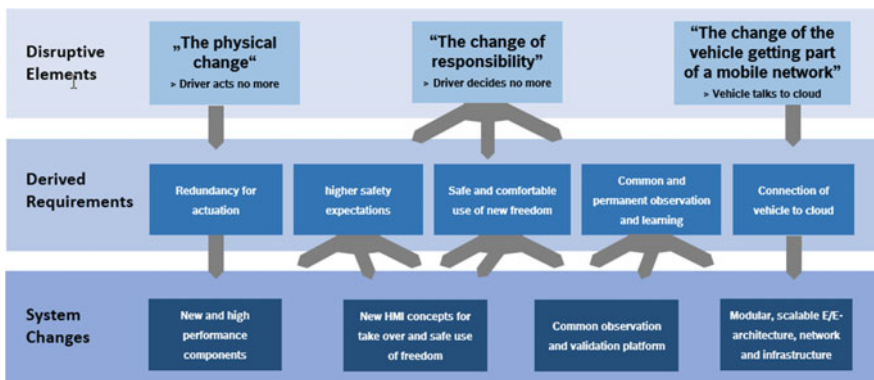 Disruptive
Elements
„The physical
change“
> Driver acts no more
“The change of
responsibility”
> Driver decides no more
“The change of the
vehicle getting part
of a mobile network”
> Vehicle talks to cloud
Derived
Requirements
Redundancy for
actuation
higher safety
expectations
Safe and comfortable
use of new freedom
Common and
permanent observation
and learning
Connection of
vehicle to cloud
System
Changes
New and high
performance
components
New HMI concepts for
take over and safe use
of freedom
Common observation
and validation platform
Modular, scalable E/E-
architecture, network
and infrastructure